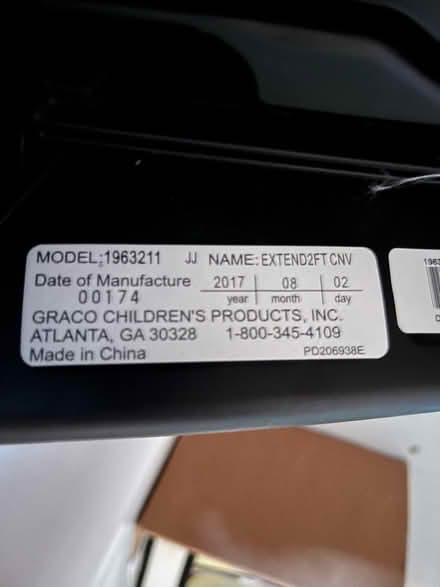 MODEL:1963211 JJ NAME: EXTEND2FT CNV
Date of Manufacture 2017 | 08 | 02
00174 year month day
GRACO CHILDREN'S PRODUCTS, INC.
ATLANTA, GA 30328 1-800-345-4109
Made in China PD206938E